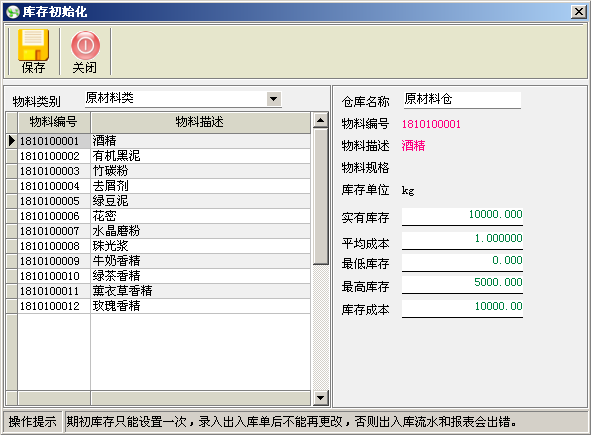 库存初始化
保存 关闭
物料类别 原材料类
物料编号 物料描述
1810100001 酒精
1810100002 有机黑泥
1810100003 竹碳粉
1810100004 去屑剂
1810100005 绿豆泥
1810100006 花密
1810100007 水晶磨粉
1810100008 珠光浆
1810100009 牛奶香精
1810100010 绿茶香精
1810100011 薰衣草香精
1810100012 玫瑰香精
仓库名称 原材料仓
物料编号 1810100001
物料描述 酒精
物料规格
库存单位 kg
实有库存 10000.000
平均成本 1.000000
最低库存 0.000
最高库存 5000.000
库存成本 10000.00
操作提示 期初库存只能设置一次，录入出入库单后不能再更改，否则出入库流水和报表会出错。